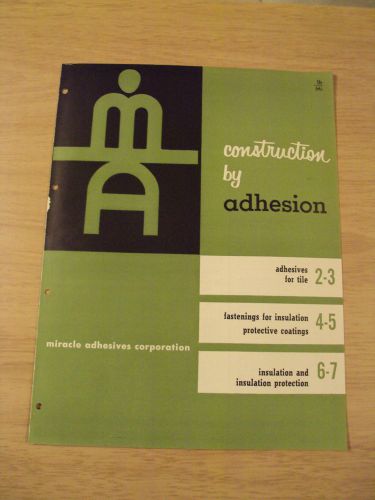 construction
by
adhesion
adhesives
for tile 2-3
fastenings for insulation
protective coatings 4-5
insulation and
insulation protection 6-7
miracle adhesives corporation